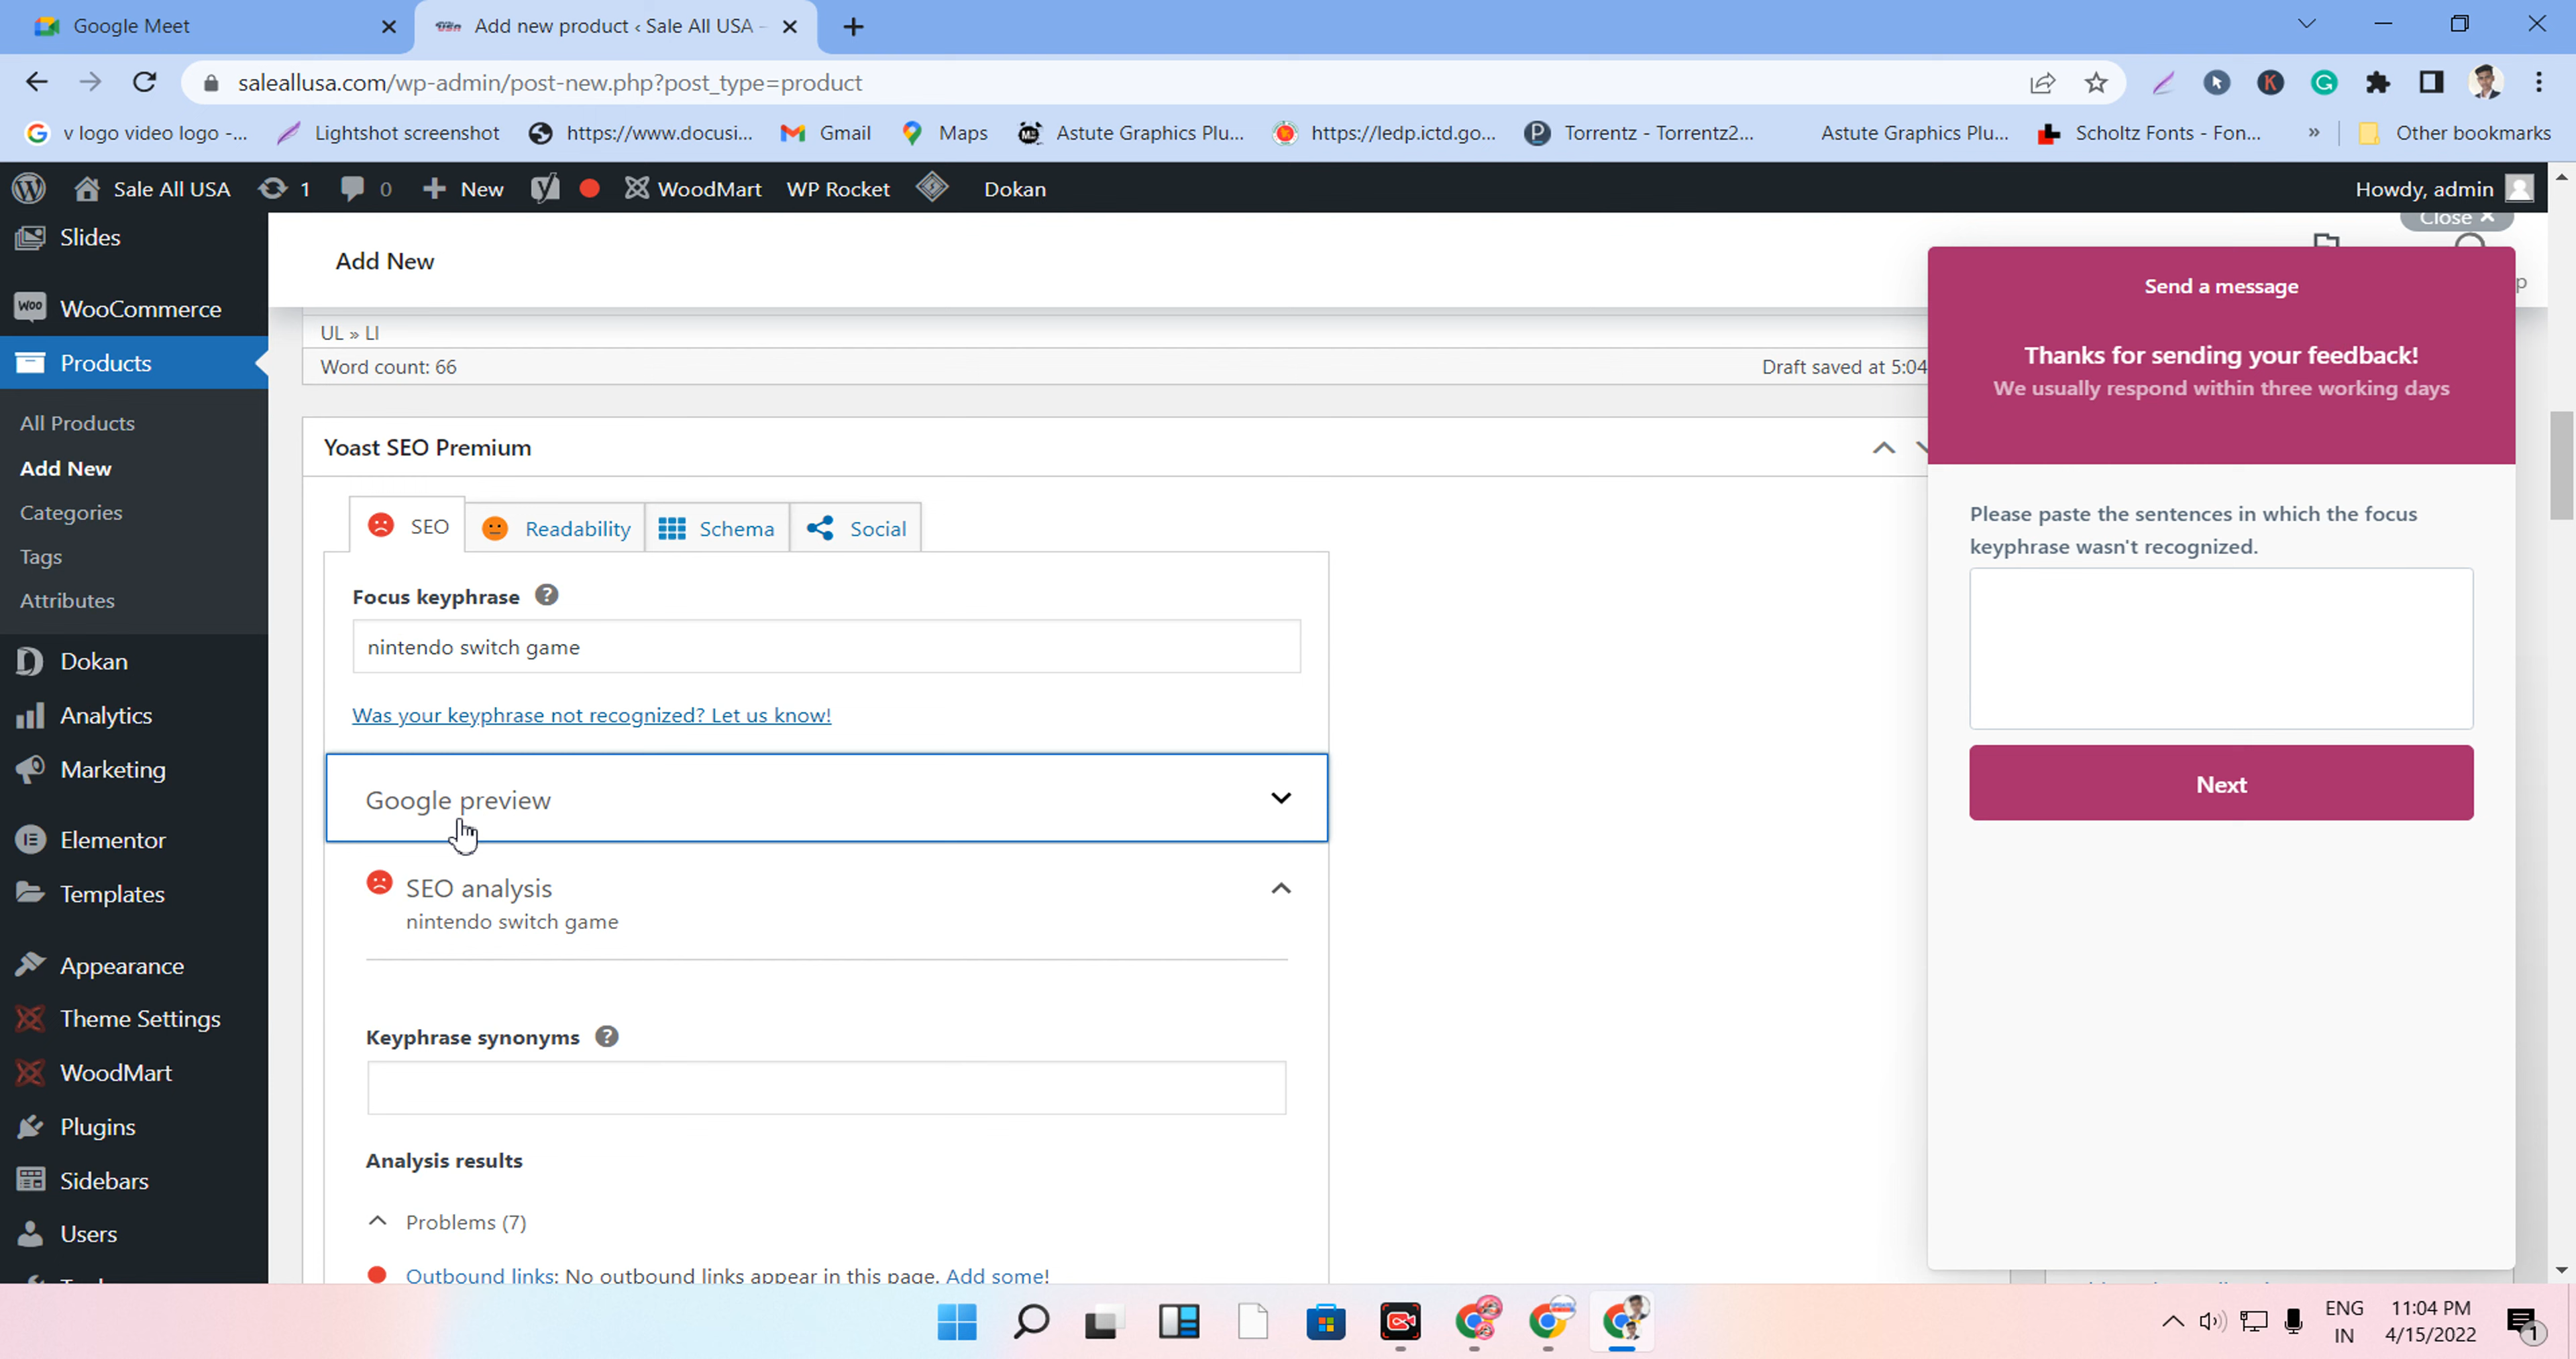 Google Meet
Add new product ‹ Sale All USA -
saleallusa.com/wp-admin/post-new.php?post_type=product
v logo video logo -...
Lightshot screenshot
https://www.docusi...
Gmail
Maps
Astute Graphics Plu...
https://ledp.ictd.go...
Torrentz - Torrentz2...
Astute Graphics Plu...
Scholtz Fonts - Fon...
»
Other bookmarks
Sale All USA
1
0
New
WoodMart
WP Rocket
Dokan
Howdy, admin
Slides
WooCommerce
Products
All Products
Add New
Categories
Tags
Attributes
Dokan
Analytics
Marketing
Elementor
Templates
Appearance
Theme Settings
WoodMart
Plugins
Sidebars
Users
Add New
Close
UL » LI
Word count: 66
Draft saved at 5:04
Yoast SEO Premium
SEO
Readability
Schema
Social
Focus keyphrase
nintendo switch game
Was your keyphrase not recognized? Let us know!
Google preview
SEO analysis
nintendo switch game
Keyphrase synonyms
Analysis results
Problems (7)
Outbound links: No outbound links appear in this page. Add some!
Send a message
Thanks for sending your feedback!
We usually respond within three working days
Please paste the sentences in which the focus
keyphrase wasn't recognized.
Next
ENG
IN
11:04 PM
4/15/2022
1